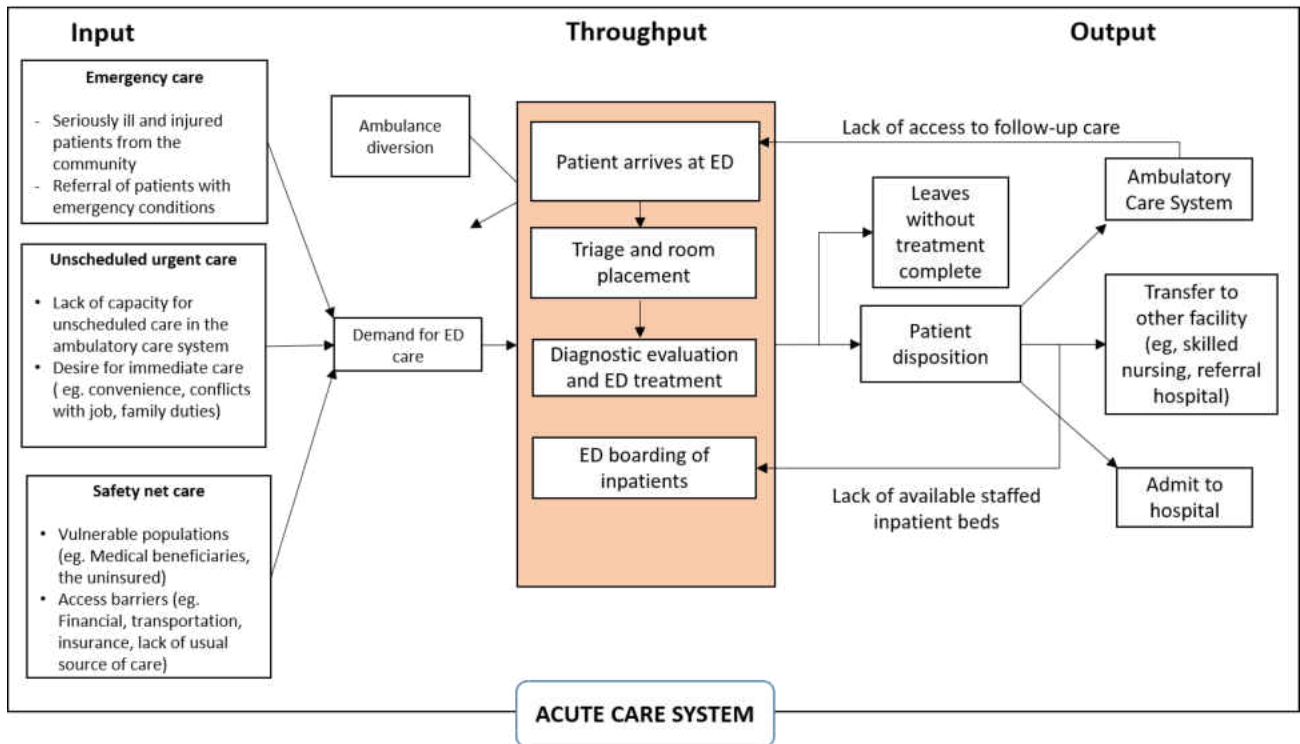 Input
Throughput
Output
Emergency care
- Seriously ill and injured
patients from the
community
- Referral of patients with
emergency conditions
Unscheduled urgent care
• Lack of capacity for
unscheduled care in the
ambulatory care system
• Desire for immediate care
( eg. convenience, conflicts
with job, family duties)
Safety net care
• Vulnerable populations
(eg. Medical beneficiaries,
the uninsured)
• Access barriers (eg.
Financial, transportation,
insurance, lack of usual
source of care)
Ambulance
diversion
Demand for ED
care
Patient arrives at ED
Triage and room
placement
Diagnostic evaluation
and ED treatment
ED boarding of
inpatients
Lack of access to follow-up care
Leaves
without
treatment
complete
Patient
disposition
Lack of available staffed
inpatient beds
Ambulatory
Care System
Transfer to
other facility
(eg, skilled
nursing, referral
hospital)
Admit to
hospital
ACUTE CARE SYSTEM